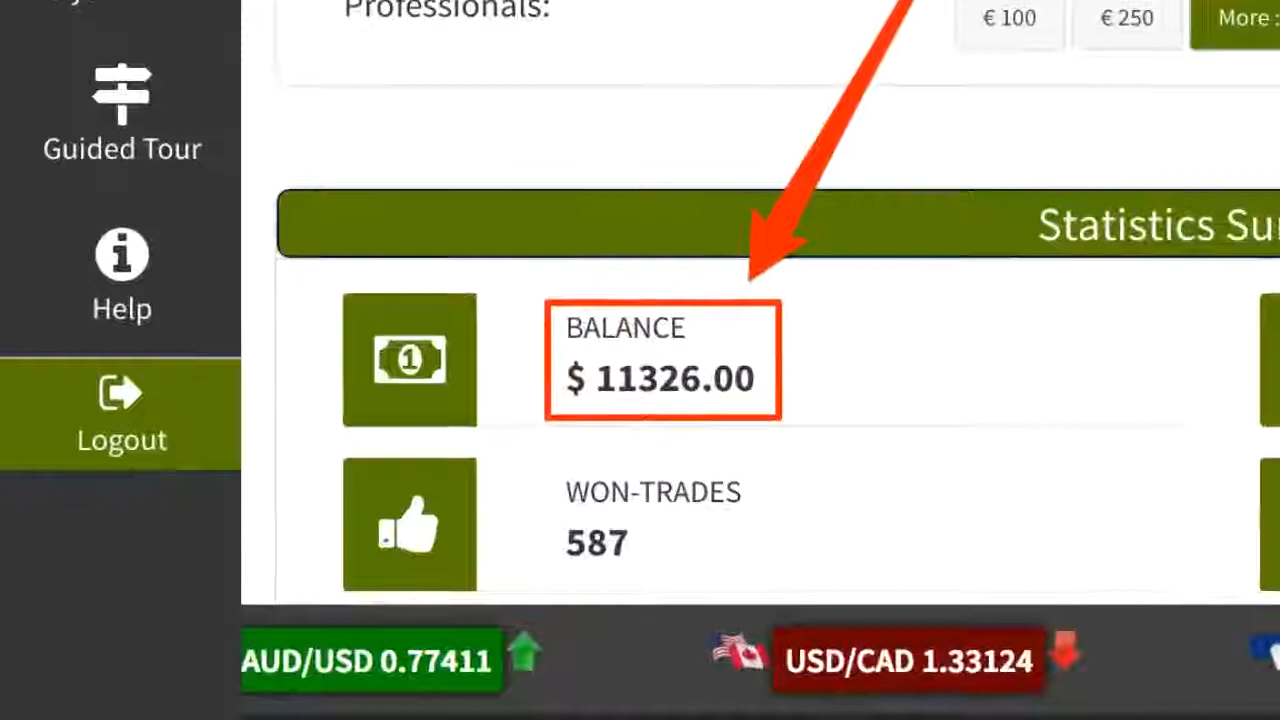 Professionals:
€ 100
€ 250
More :
Guided Tour
Statistics Su
Help
BALANCE
$ 11326.00
Logout
WON-TRADES
587
AUD/USD 0.77411
USD/CAD 1.33124